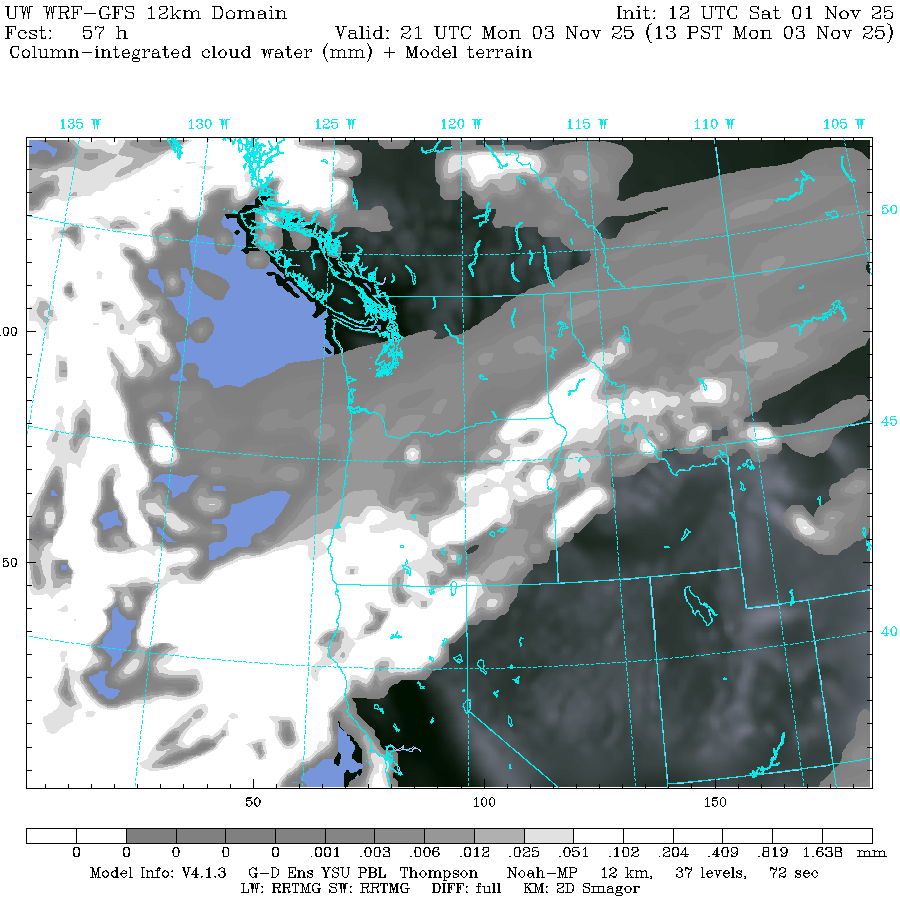 UW WRF-GFS 12km Domain Init: 12 UTC Sat 01 Nov 25
Fcst: 57 h Valid: 21 UTC Mon 03 Nov 25 (13 PST Mon 03 Nov 25)
Column-integrated cloud water (mm) + Model terrain
135 W 130 W 125 W 120 W 115 W 110 W 105 W
50
00
45
50
40
50 100 150
0 0 0 0 .001 .003 .006 .012 .025 .051 .102 .204 .409 .819 1.638 mm
Model Info: V4.1.3 G-D Ens YSU PBL Thompson Noah-MP 12 km, 37 levels, 72 sec
LW: RRTMG SW: RRTMG DIFF: full KM: 2D Smagor